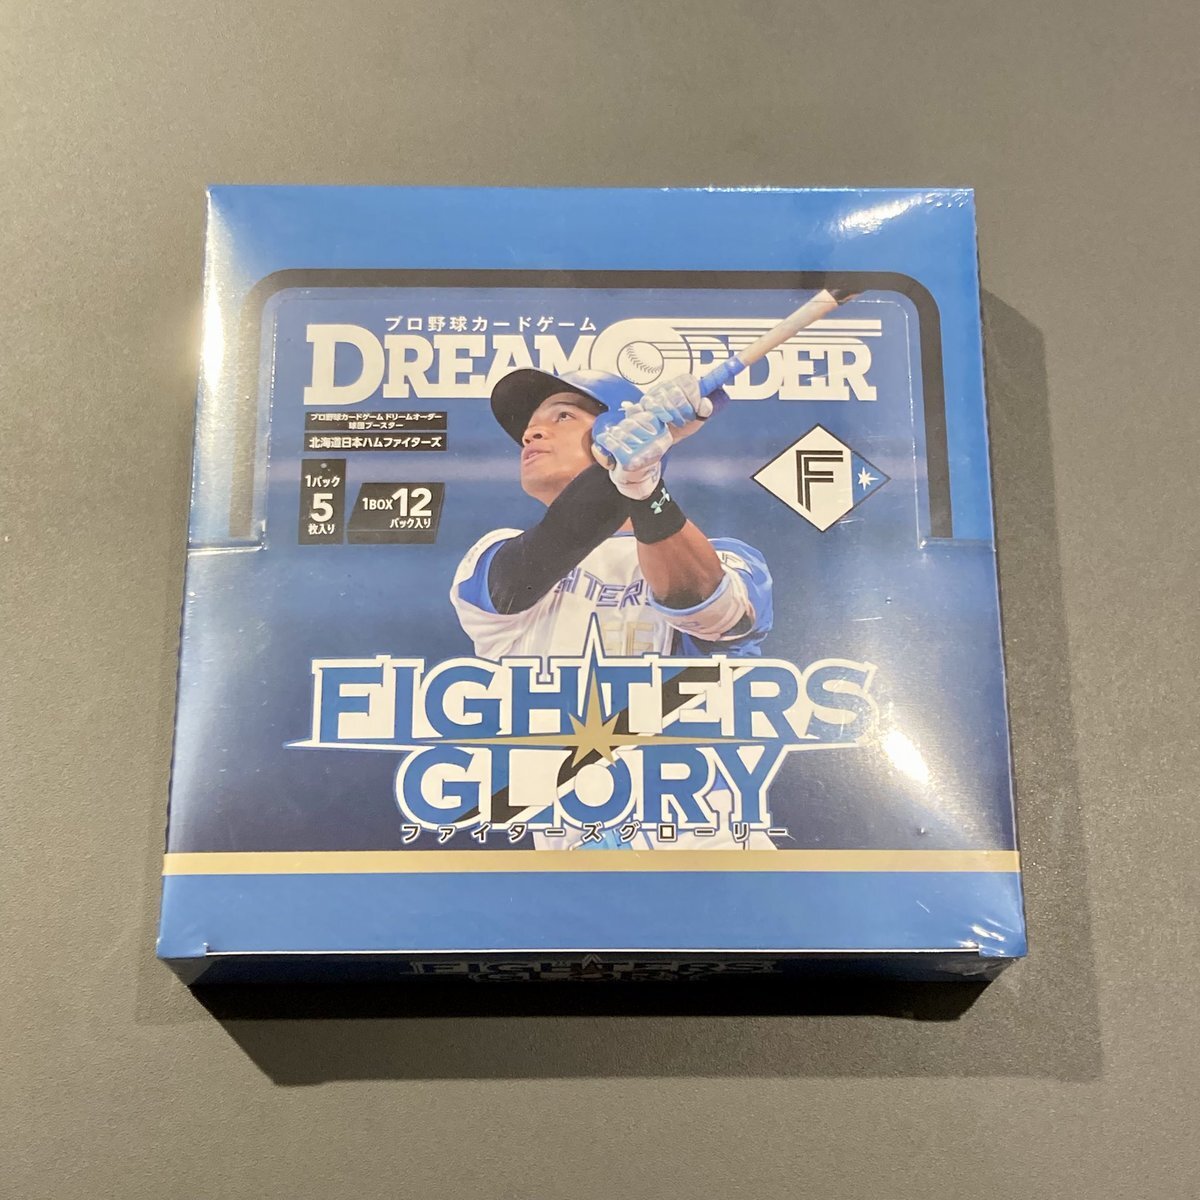 プロ野球カードゲーム
DREAM ORDER
プロ野球カードゲーム ドリームオーダー
球団ブースター
北海道日本ハムファイターズ
1パック
5
枚入り
1BOX 12
パック入り
F
FIGHTERS
GLORY
ファイターズグローリー
FIGHTERS
GLORY